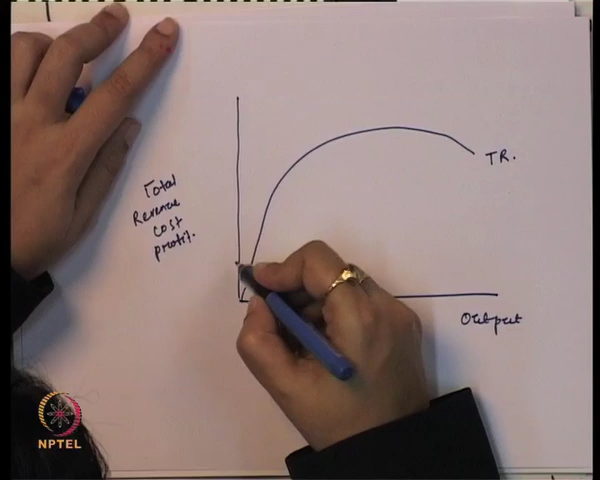 Total
Revenue
cost
profit.
TR.
Output
NPTEL